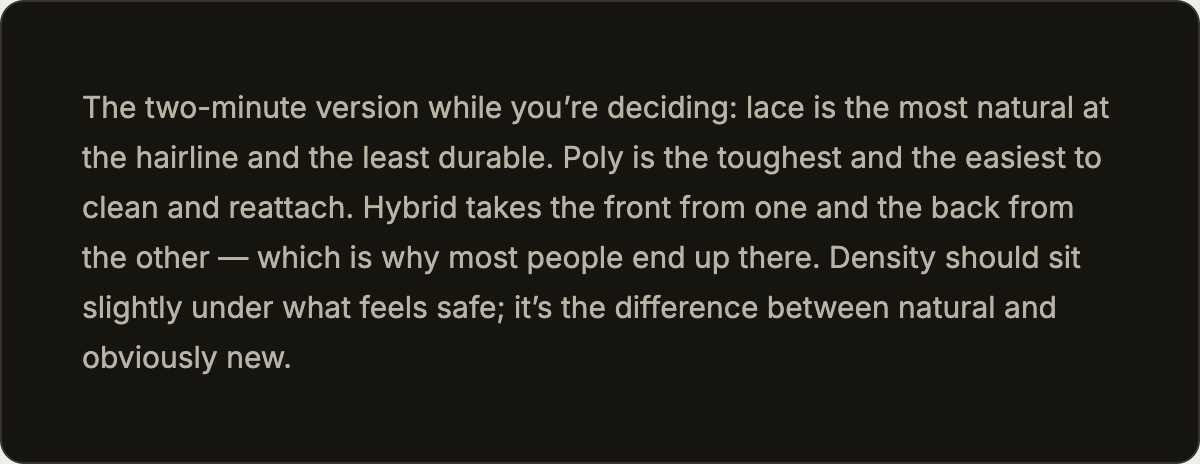 The two-minute version while you’re deciding: lace is the most natural at
the hairline and the least durable. Poly is the toughest and the easiest to
clean and reattach. Hybrid takes the front from one and the back from
the other — which is why most people end up there. Density should sit
slightly under what feels safe; it’s the difference between natural and
obviously new.